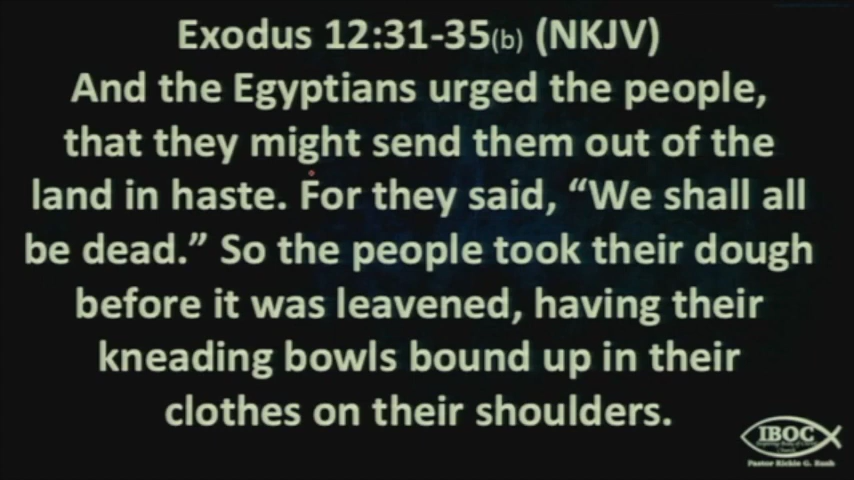 Exodus 12:31-35(b) (NKJV)
And the Egyptians urged the people,
that they might send them out of the
land in haste. For they said, “We shall all
be dead.” So the people took their dough
before it was leavened, having their
kneading bowls bound up in their
clothes on their shoulders.
IBOC